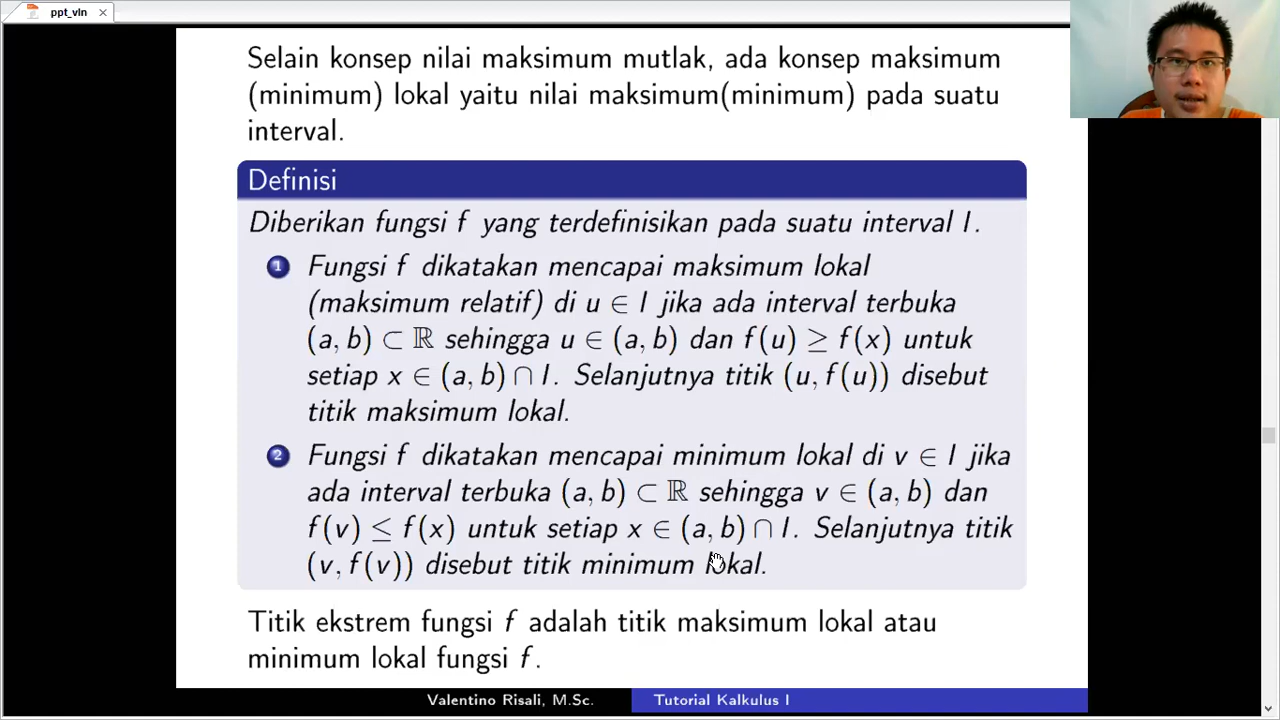 ppt_vln
Selain konsep nilai maksimum mutlak, ada konsep maksimum
(minimum) lokal yaitu nilai maksimum(minimum) pada suatu
interval.
Definisi
Diberikan fungsi f yang terdefinisikan pada suatu interval I.
1 Fungsi f dikatakan mencapai maksimum lokal
(maksimum relatif) di u ∈ I jika ada interval terbuka
(a, b) ⊂ ℝ sehingga u ∈ (a, b) dan f(u) ≥ f(x) untuk
setiap x ∈ (a, b) ∩ I. Selanjutnya titik (u, f(u)) disebut
titik maksimum lokal.
2 Fungsi f dikatakan mencapai minimum lokal di v ∈ I jika
ada interval terbuka (a, b) ⊂ ℝ sehingga v ∈ (a, b) dan
f(v) ≤ f(x) untuk setiap x ∈ (a, b) ∩ I. Selanjutnya titik
(v, f(v)) disebut titik minimum lokal.
Titik ekstrem fungsi f adalah titik maksimum lokal atau
minimum lokal fungsi f.
Valentino Risali, M.Sc. Tutorial Kalkulus I